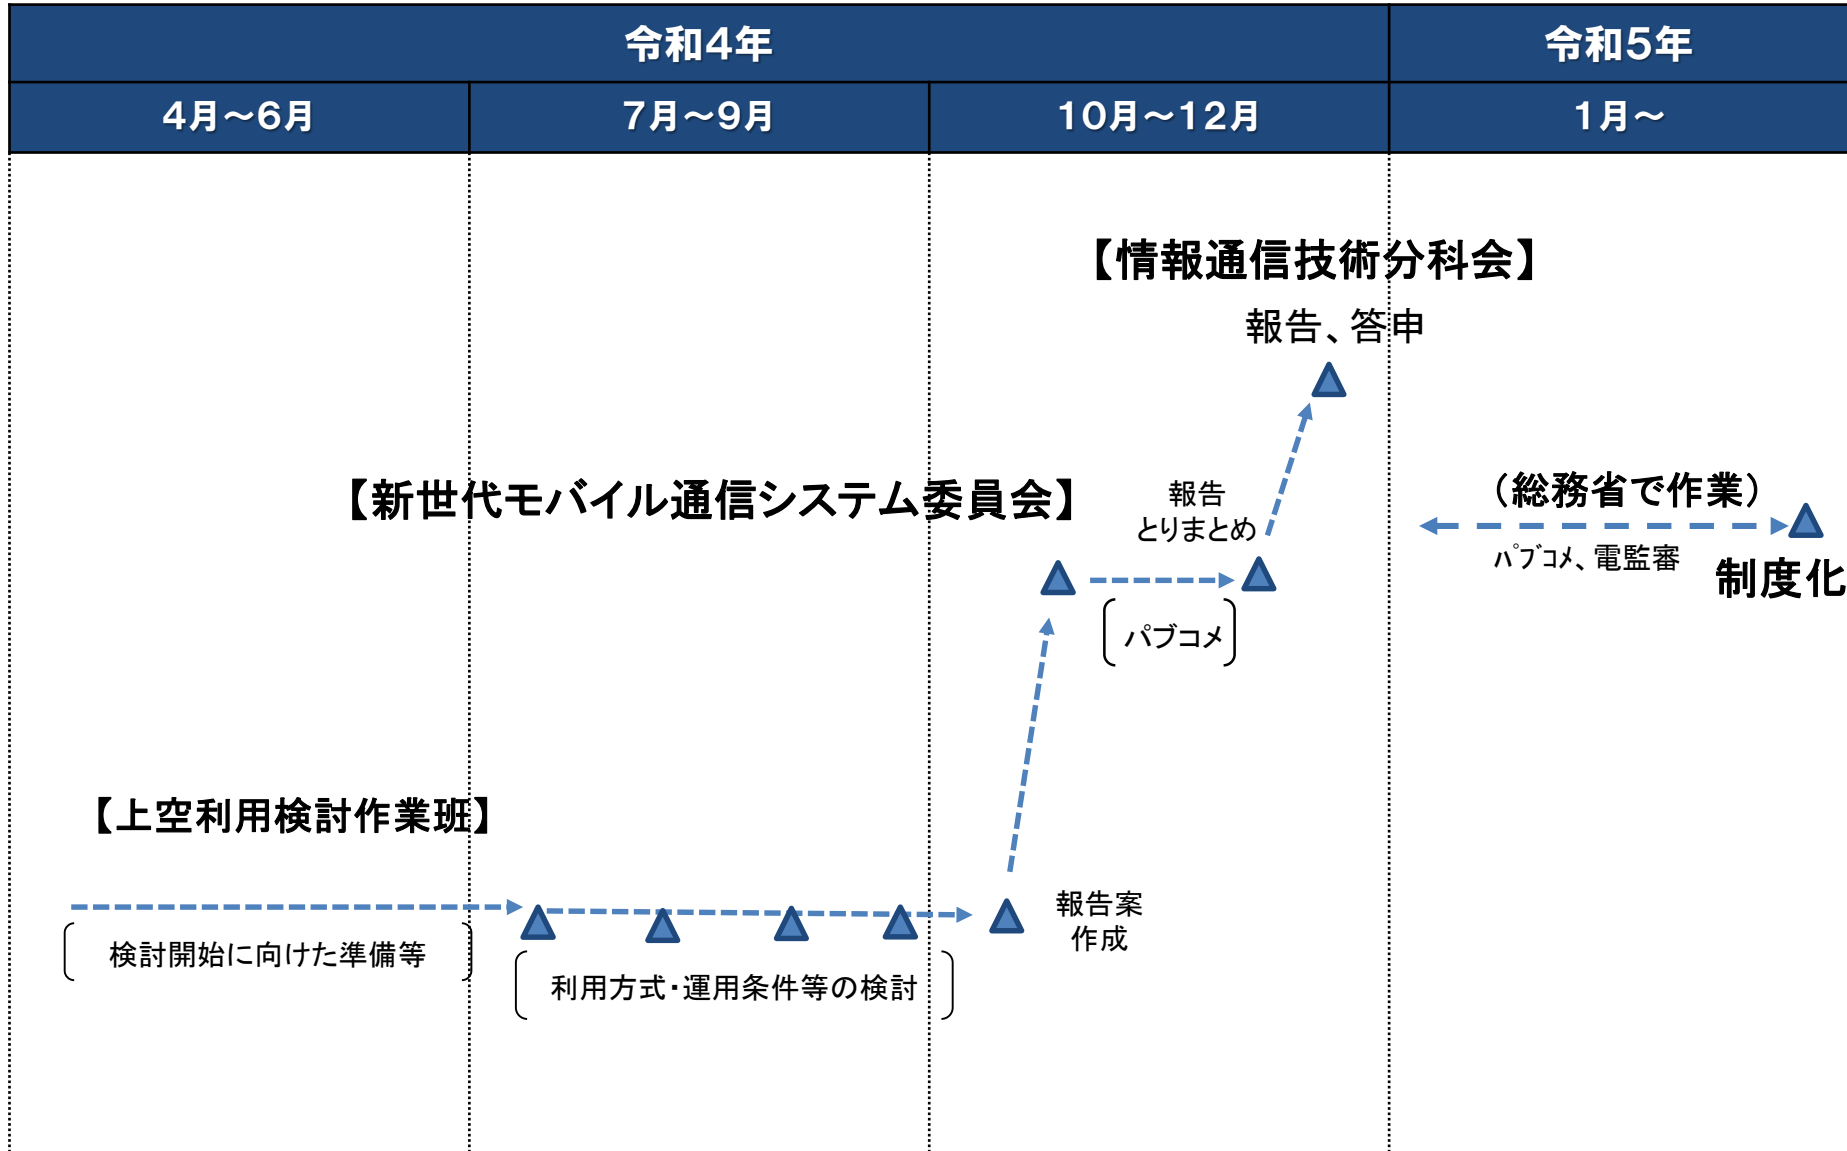 令和4年
令和5年
4月~6月
7月~9月
10月~12月
1月~
【情報通信技術分科会】
報告、答申
【新世代モバイル通信システム委員会】
報告
とりまとめ
パブコメ
(総務省で作業)
パブコメ、電監審
制度化
【上空利用検討作業班】
検討開始に向けた準備等
利用方式・運用条件等の検討
報告案
作成